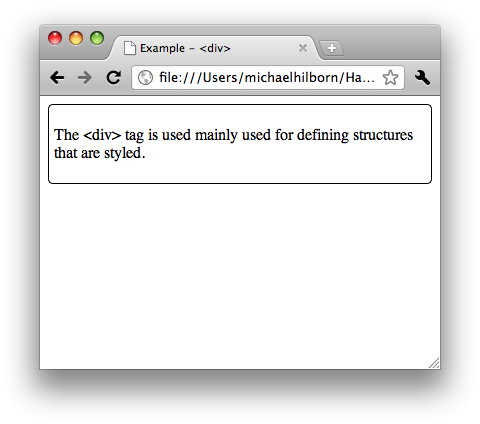 Example - <div>
file:///Users/michaelhilborn/Ha...
The <div> tag is used mainly used for defining structures
that are styled.